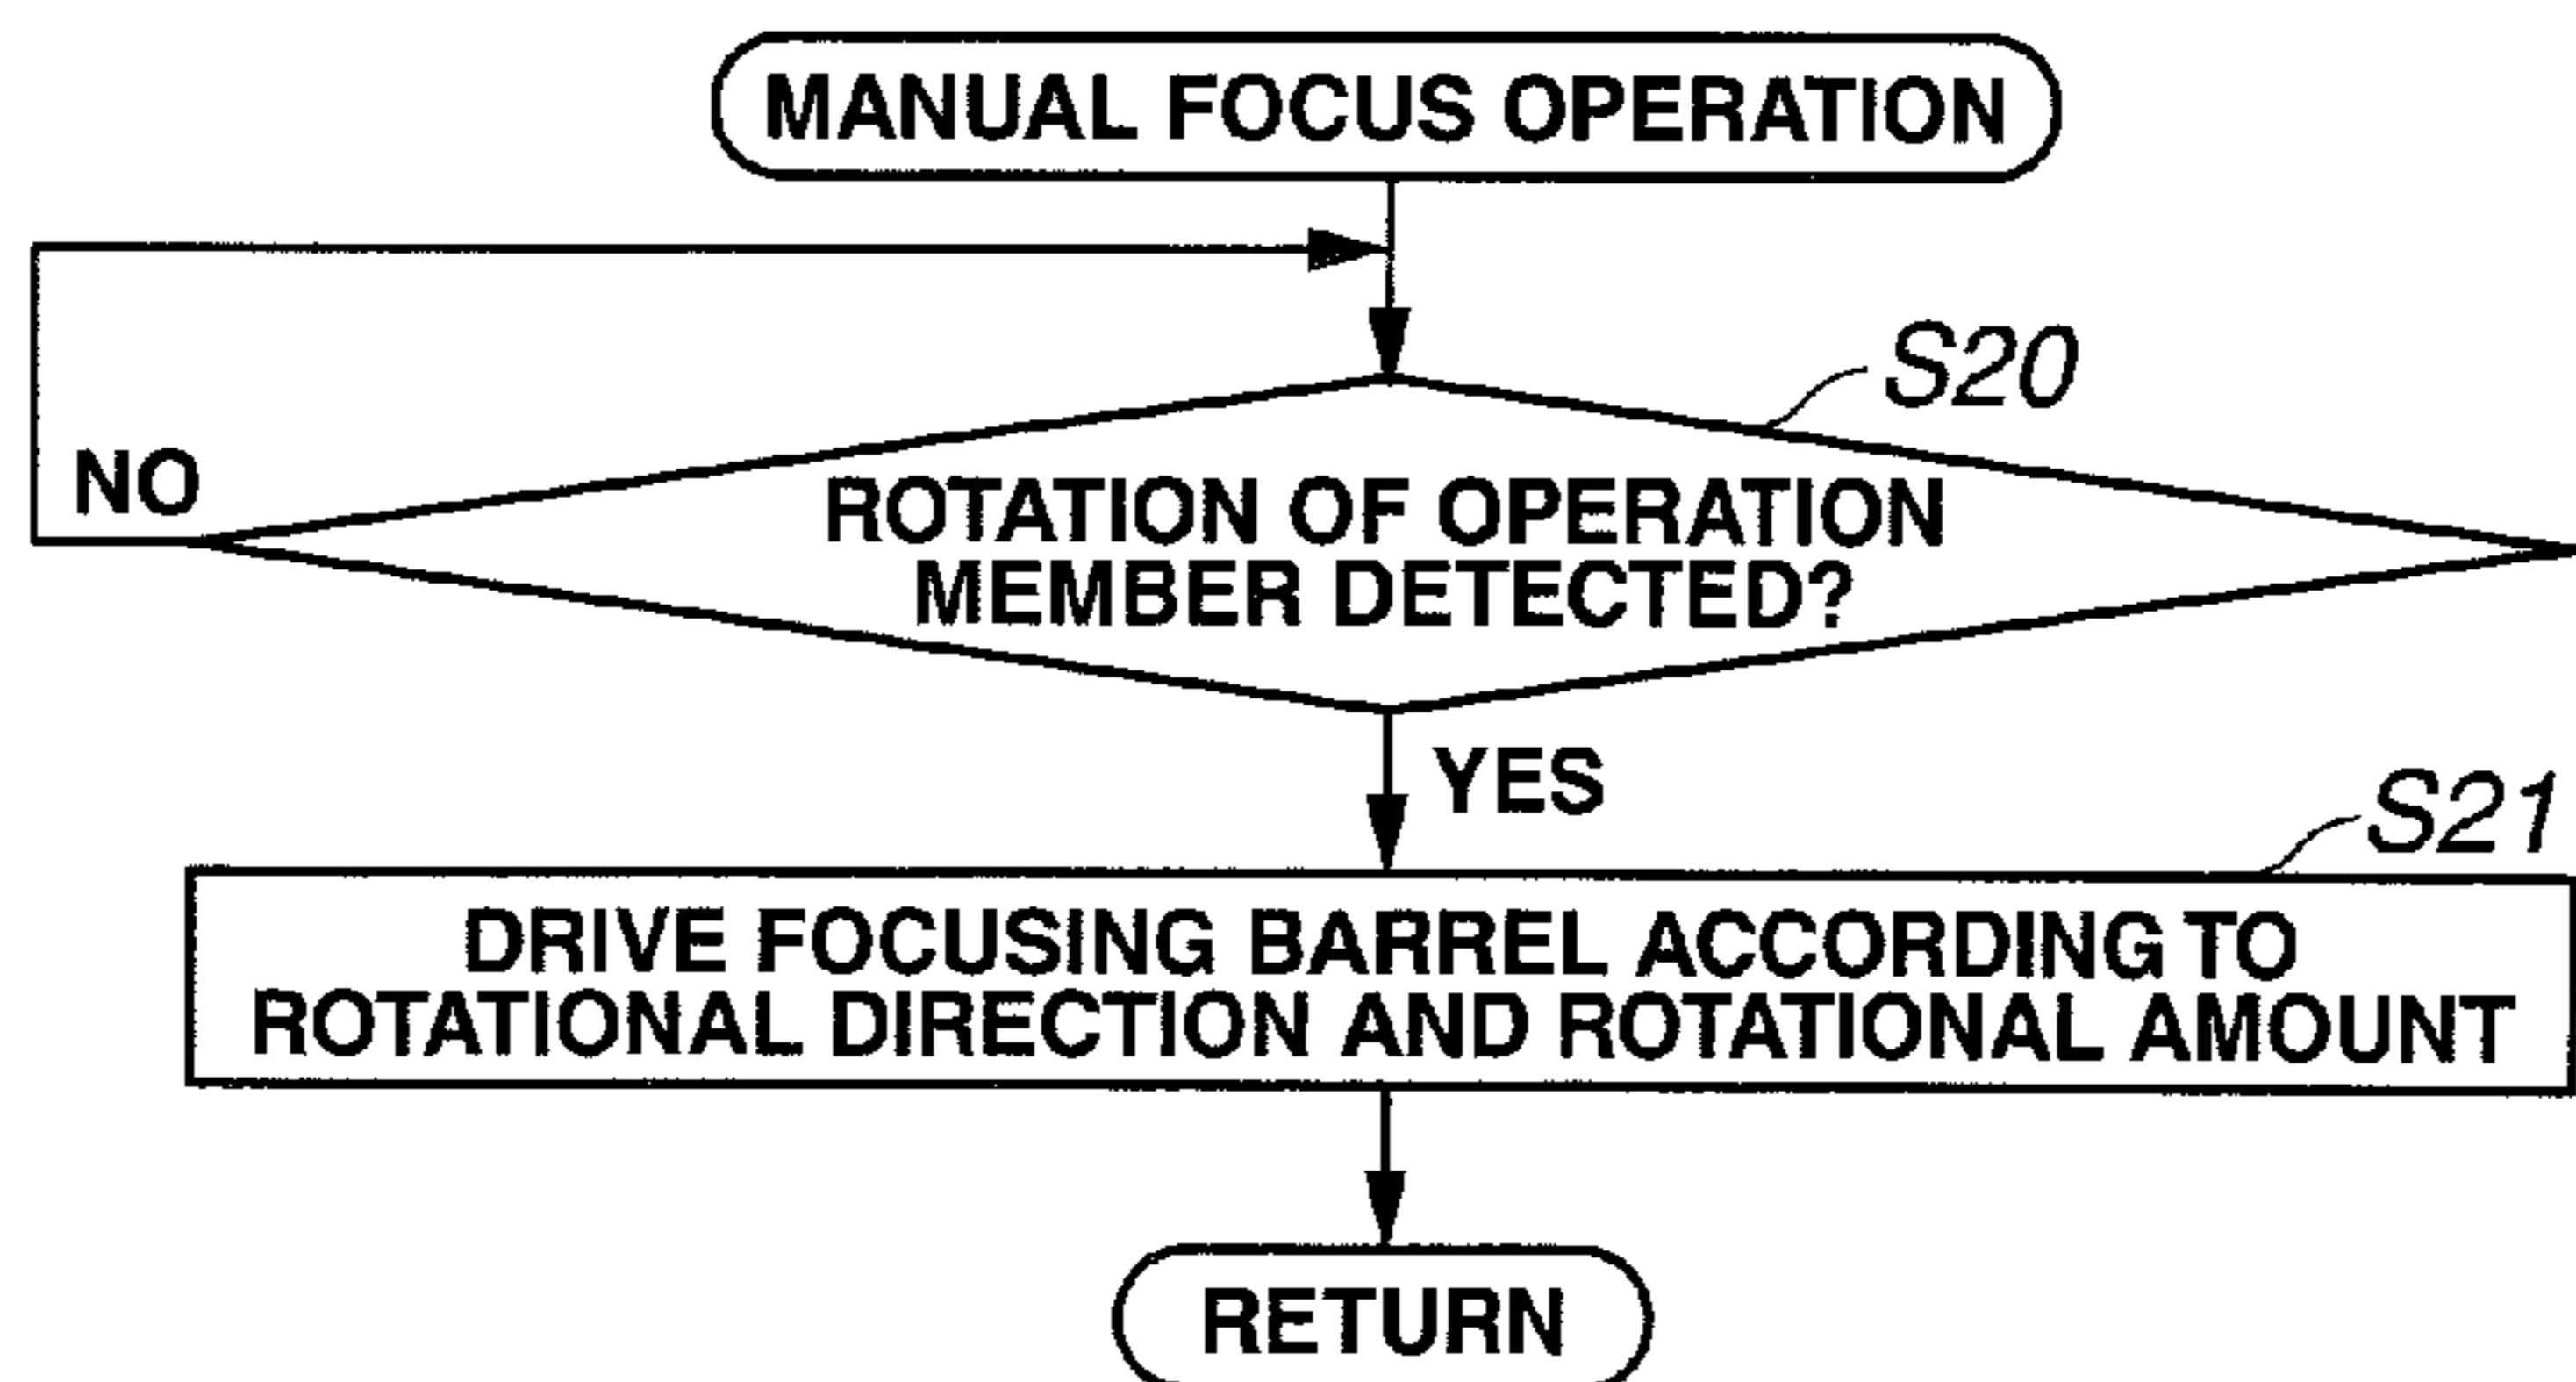 MANUAL FOCUS OPERATION
S20
NO
ROTATION OF OPERATION
MEMBER DETECTED?
YES
S21
DRIVE FOCUSING BARREL ACCORDING TO
ROTATIONAL DIRECTION AND ROTATIONAL AMOUNT
RETURN